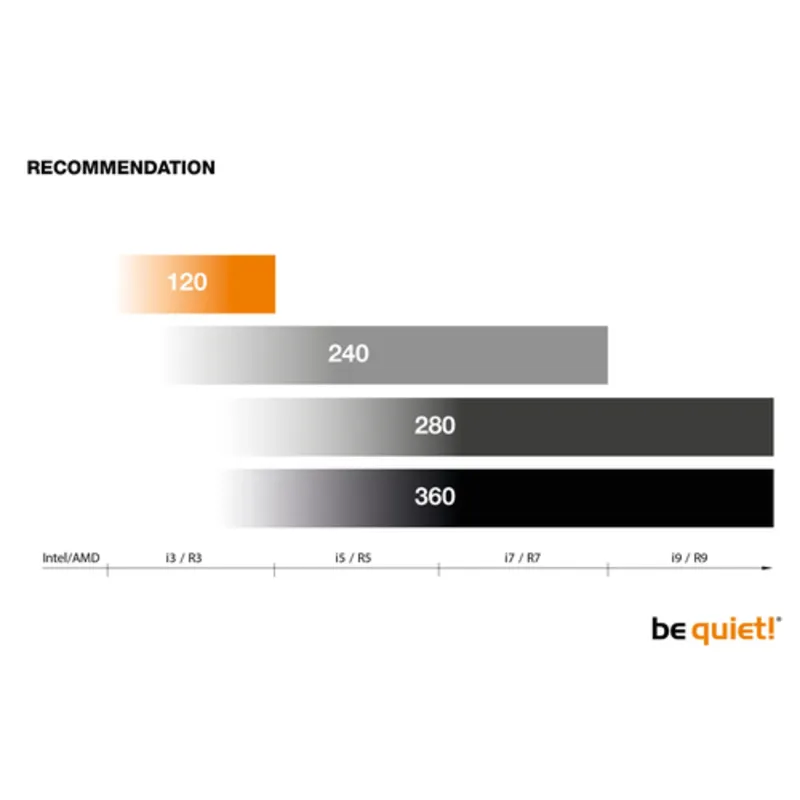 RECOMMENDATION
120
240
280
360
Intel/AMD i3 / R3 i5 / R5 i7 / R7 i9 / R9
be quiet!®